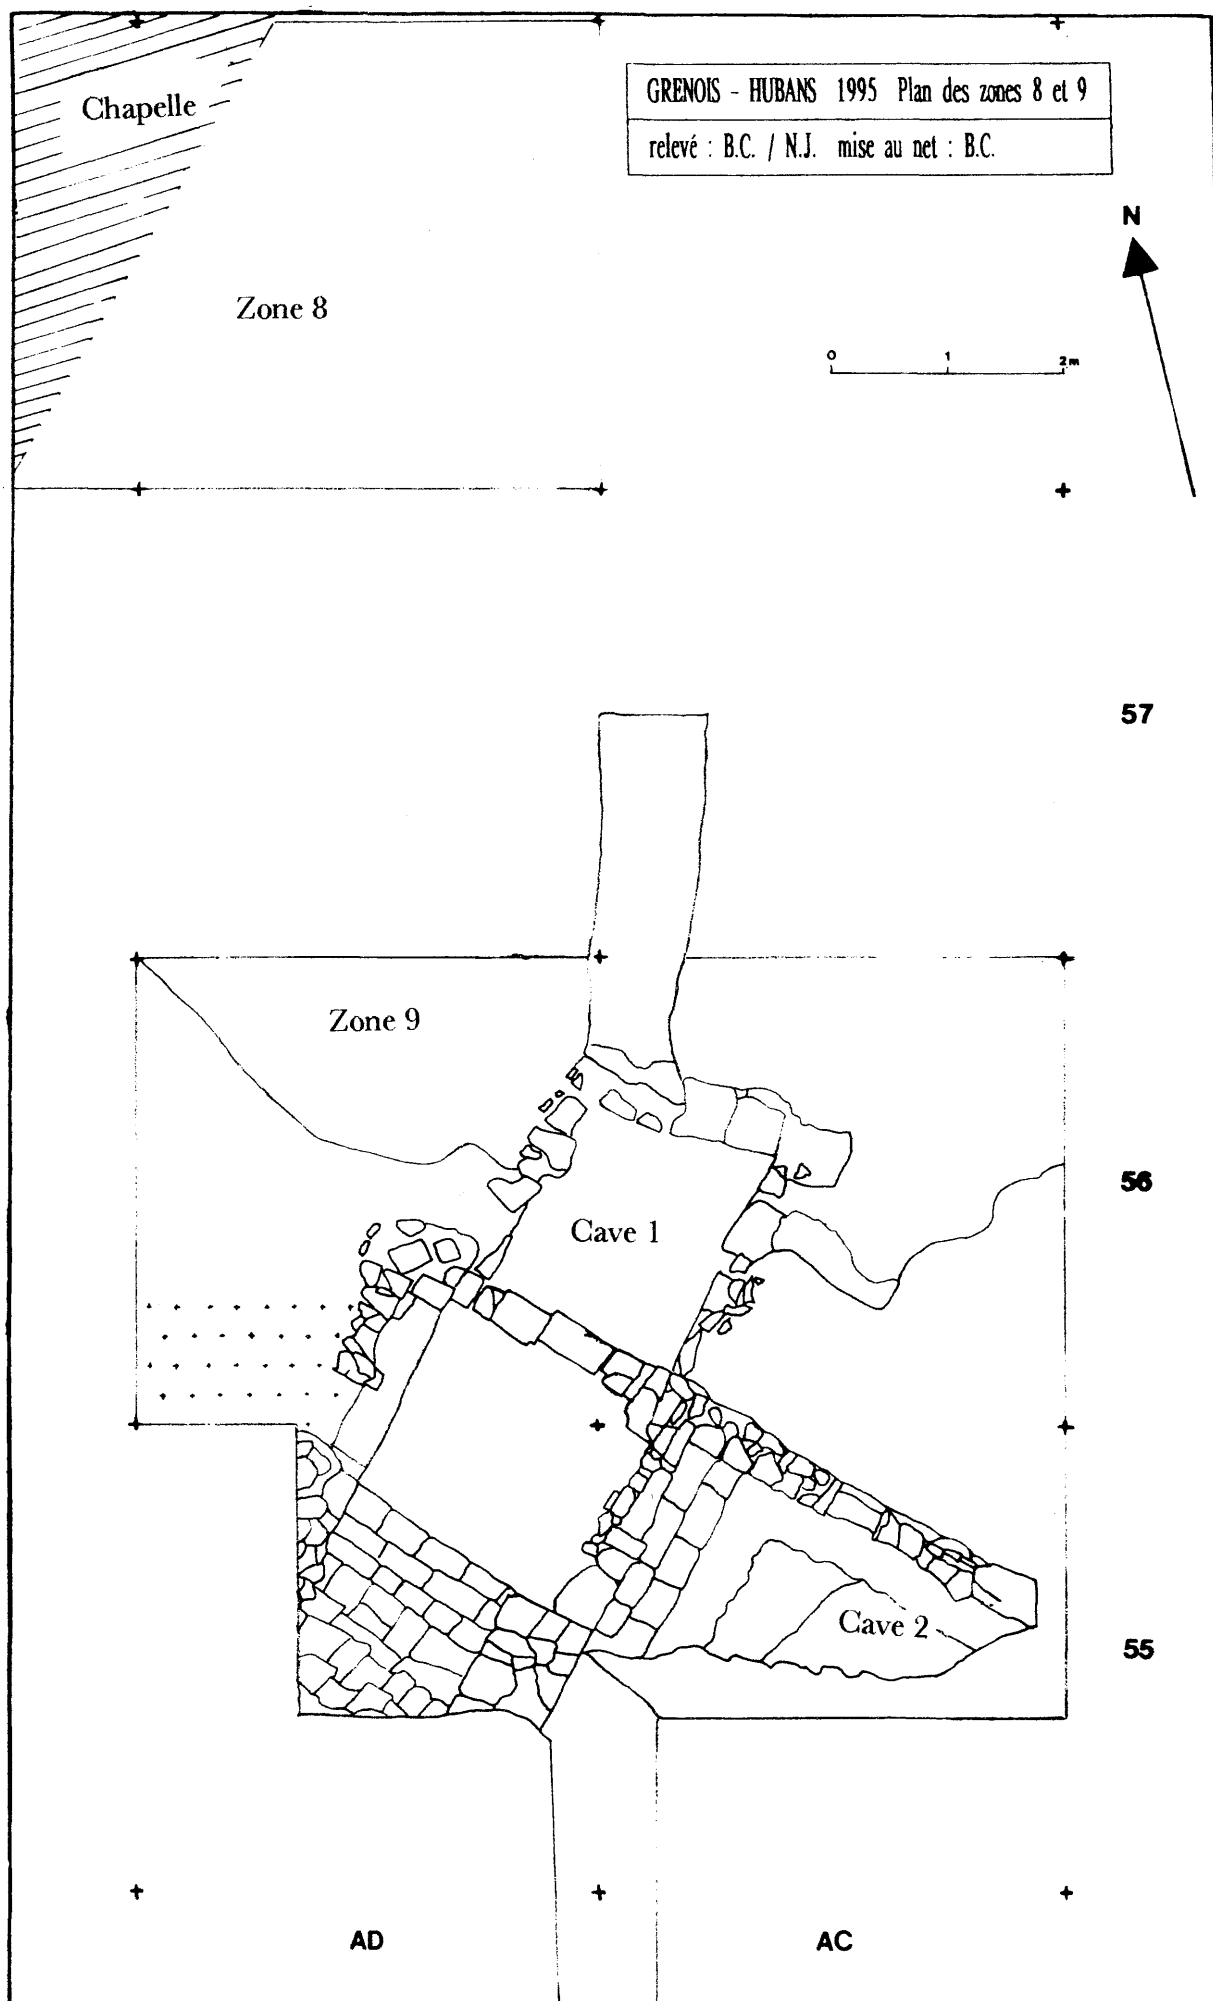 GRENOIS - HUBANS 1995 Plan des zones 8 et 9
relevé : B.C. / N.J. mise au net : B.C.
Chapelle
N
Zone 8
0 1 2m
57
Zone 9
56
Cave 1
Cave 2
55
AD AC